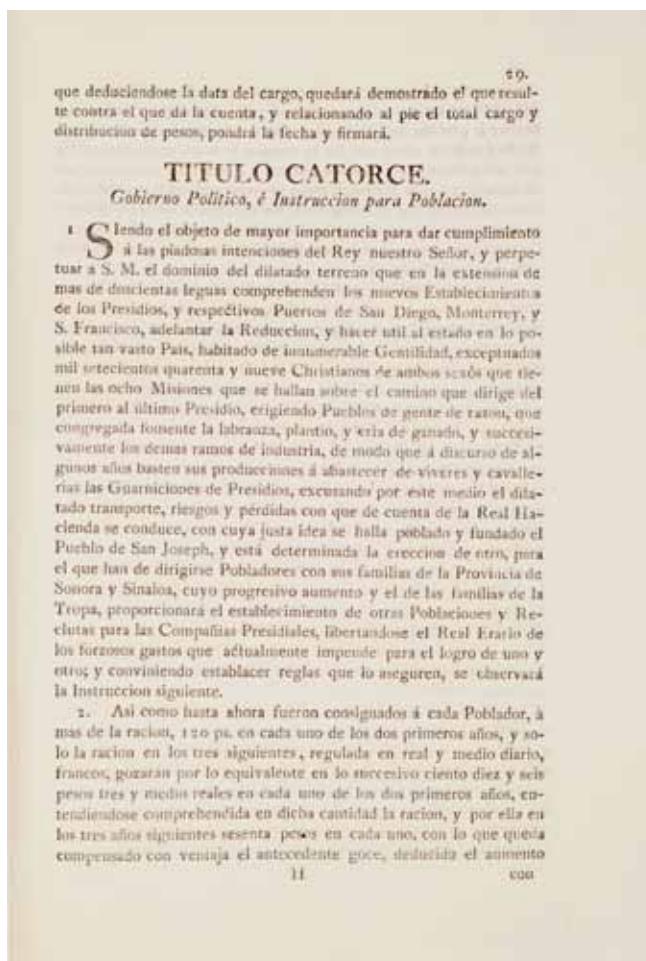 29.
que deduciendose la data del cargo, quedará demostrado el que resul-
te contra el que dá la cuenta, y relacionando al pie el total cargo y
distribucion de pesos, pondrá la fecha y firmará.
TITULO CATORCE.
Gobierno Político, é Instruccion para Poblacion.
1 Siendo el objeto de mayor importancia para dar cumplimiento
á las piadosas intenciones del Rey nuestro Señor, y perpe-
tuar a S. M. el dominio del dilatado terreno que en la extension de
mas de doscientas leguas comprehenden los nuevos Establecimientos
de los Presidios, y respectivos Puertos de San Diego, Monterrey, y
S. Francisco, adelantar la Reduccion, y hacer util al estado en lo po-
sible tan vasto Pais, habitado de innumerable Gentilidad, exceptuados
mil setecientos quarenta y nueve Christianos de ambos sexôs que tie-
nen las ocho Misiones que se hallan sobre el camino que dirige del
primero al último Presidio, erigiendo Pueblos de gente de razon, que
congregada fomente la labranza, plantío, y cria de ganado, y succesi-
vamente los demas ramos de industria, de modo que á discurso de al-
gunos años basten sus producciones á abastecer de víveres y cavalle-
rias las Guarniciones de Presidios, excusando por este medio el dila-
tado transporte, riesgos y pérdidas con que de cuenta de la Real Ha-
cienda se conduce, con cuya justa idea se halla poblado y fundado el
Pueblo de San Joseph, y está determinada la ereccion de otro, para
el que han de dirigirse Pobladores con sus familias de la Provincia de
Sonora y Sinaloa, cuyo progresivo aumento y el de las familias de la
Tropa, proporcionará el establecimiento de otras Poblaciones y Re-
clutas para las Compañias Presidiales, libertandose el Real Erario de
los forzosos gastos que actualmente impende para el logro de uno y
otro; y conviniendo establacer reglas que lo aseguren, se observará
la Instruccion siguiente.
2. Asi como hasta ahora fueron consignados á cada Poblador, à
mas de la racion, 120 ps. en cada uno de los dos primeros años, y so-
lo la racion en los tres siguientes, regulada en real y medio diario,
francos, gozarán por lo equivalente en lo succesivo ciento diez y seis
pesos tres y medio reales en cada uno de los dos primeros años, en-
tendiendose comprehendida en dicha cantidad la racion, y por ella en
los tres años siguientes sesenta pesos en cada uno, con lo que queda
compensado con ventaja el antecedente goce, deducida el aumento
H con